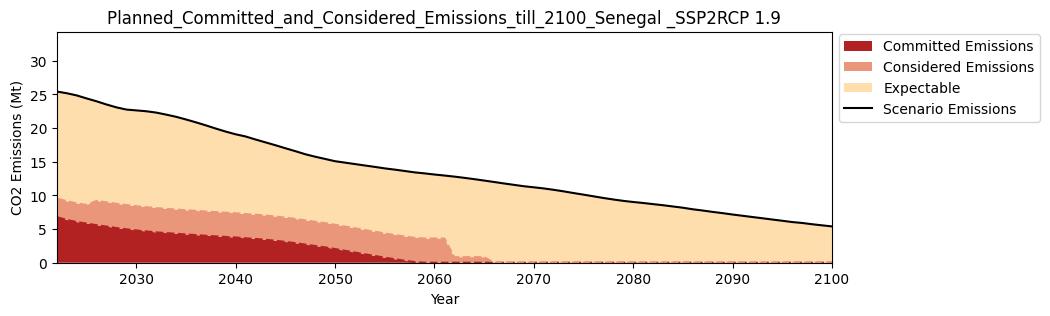 Planned_Committed_and_Considered_Emissions_till_2100_Senegal _SSP2RCP 1.9
CO2 Emissions (Mt)
30
25
20
15
10
5
0
2030 2040 2050 2060 2070 2080 2090 2100
Year
Committed Emissions
Considered Emissions
Expectable
Scenario Emissions